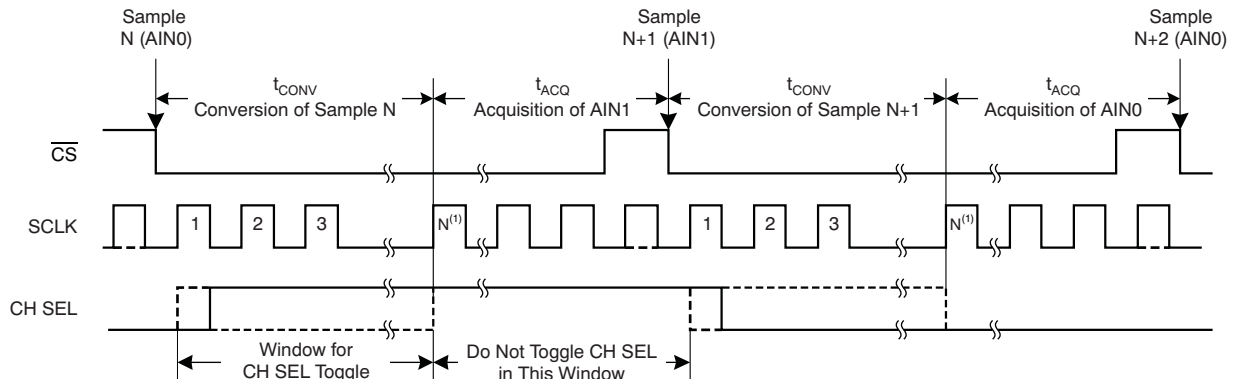 Sample
N (AIN0)
Sample
N+1 (AIN1)
Sample
N+2 (AIN0)
tCONV
Conversion of Sample N
tACQ
Acquisition of AIN1
tCONV
Conversion of Sample N+1
tACQ
Acquisition of AIN0
CS
SCLK
1
2
3
N(1)
1
2
3
N(1)
CH SEL
Window for
CH SEL Toggle
Do Not Toggle CH SEL
in This Window